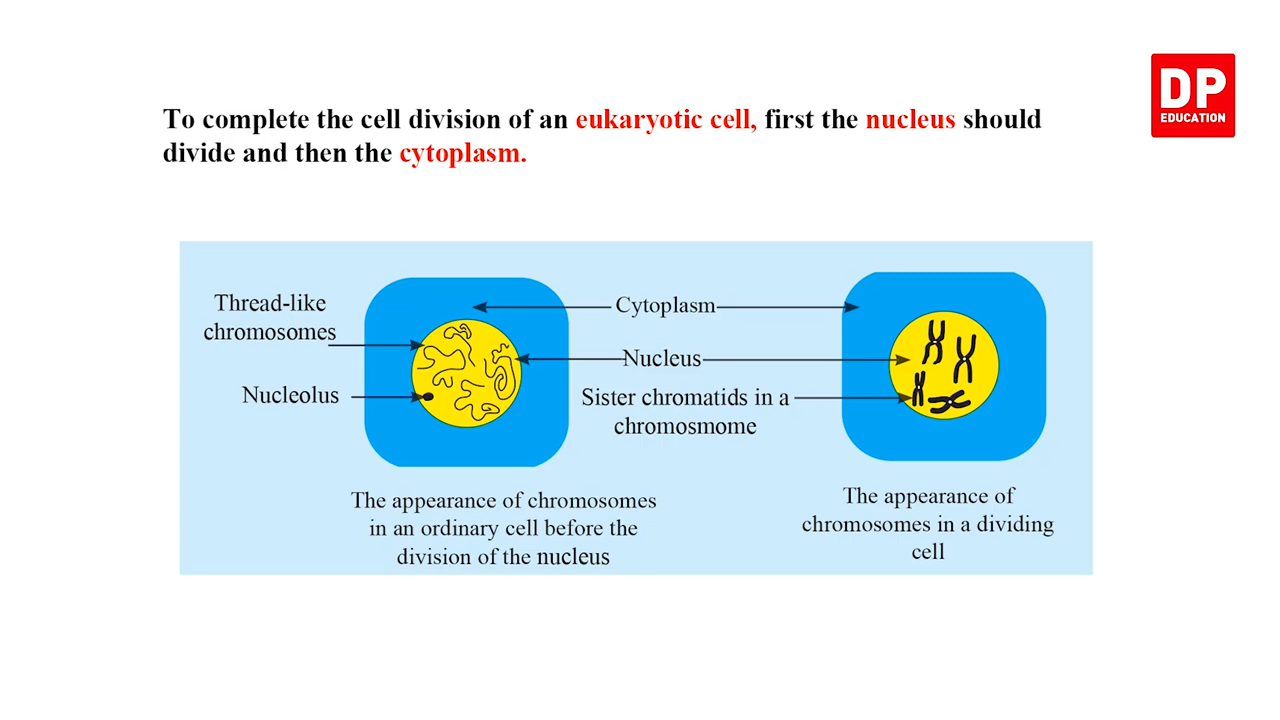 DP
EDUCATION
To complete the cell division of an eukaryotic cell, first the nucleus should
divide and then the cytoplasm.
Thread-like
chromosomes
Nucleolus
Cytoplasm
Nucleus
Sister chromatids in a
chromosmome
The appearance of chromosomes
in an ordinary cell before the
division of the nucleus
The appearance of
chromosomes in a dividing
cell